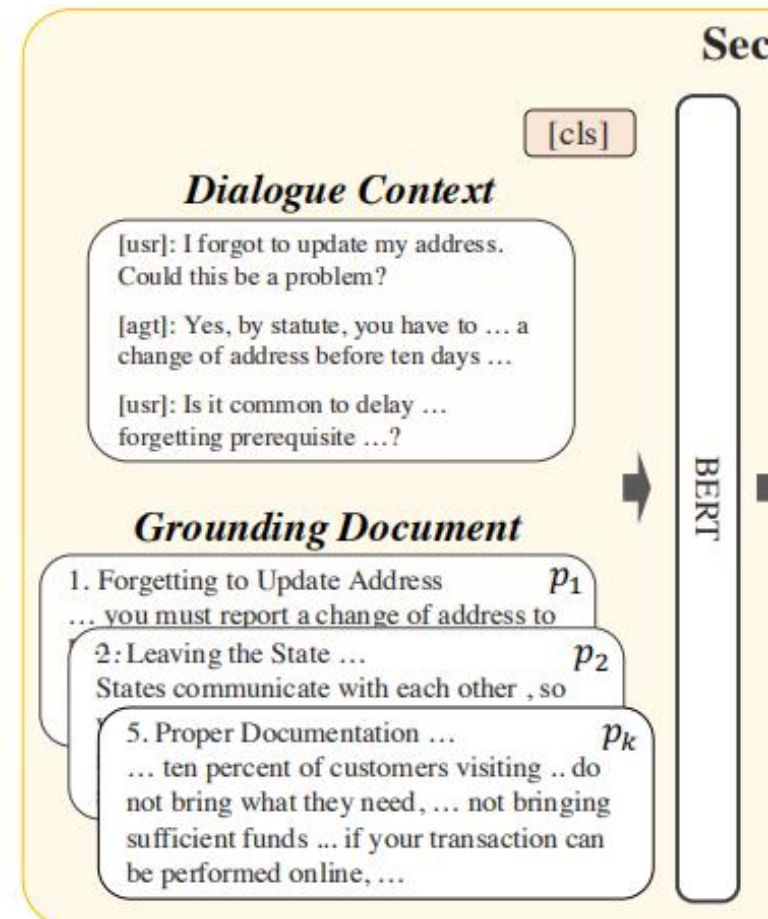 Sec
[cls]
Dialogue Context
[usr]: I forgot to update my address.
Could this be a problem?
[agt]: Yes, by statute, you have to … a
change of address before ten days …
[usr]: Is it common to delay …
forgetting prerequisite …?
BERT
Grounding Document
1. Forgetting to Update Address p₁
… you must report a change of address to
2. Leaving the State … p₂
States communicate with each other , so
5. Proper Documentation … pₖ
… ten percent of customers visiting .. do
not bring what they need, … not bringing
sufficient funds ... if your transaction can
be performed online, …